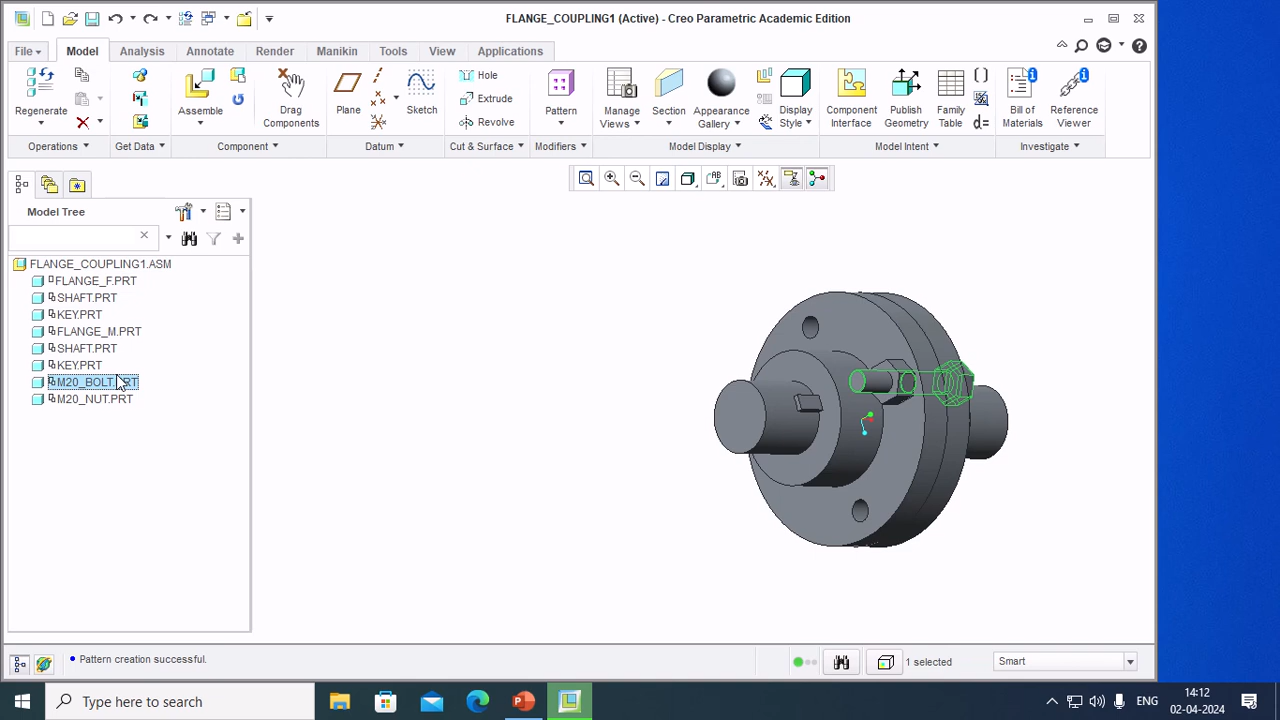 FLANGE_COUPLING1 (Active) - Creo Parametric Academic Edition
File
Model
Analysis
Annotate
Render
Manikin
Tools
View
Applications
Regenerate
Operations
Get Data
Assemble
Drag
Components
Component
Plane
Sketch
Datum
Hole
Extrude
Revolve
Cut & Surface
Pattern
Modifiers
Manage
Views
Section
Appearance
Gallery
Display
Style
Model Display
Component
Interface
Publish
Geometry
Family
Table
Model Intent
Bill of
Materials
Reference
Viewer
Investigate
Model Tree
FLANGE_COUPLING1.ASM
FLANGE_F.PRT
SHAFT.PRT
KEY.PRT
FLANGE_M.PRT
SHAFT.PRT
KEY.PRT
M20_BOLT.PRT
M20_NUT.PRT
Pattern creation successful.
1 selected
Smart
Type here to search
ENG
14:12
02-04-2024